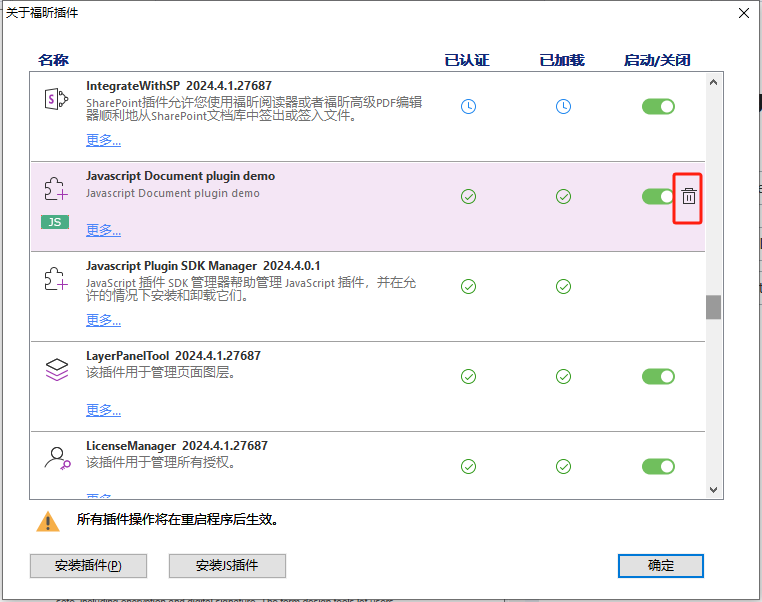 关于福昕插件
名称 已认证 已加载 启动/关闭
IntegrateWithSP 2024.4.1.27687
SharePoint插件允许您使用福昕阅读器或者福昕高级PDF编辑
器顺利地从SharePoint文档库中签出或签入文件。
更多...
Javascript Document plugin demo
Javascript Document plugin demo
JS
更多...
Javascript Plugin SDK Manager 2024.4.0.1
JavaScript 插件 SDK 管理器帮助管理 JavaScript 插件，并在允
许的情况下安装和卸载它们。
更多...
LayerPanelTool 2024.4.1.27687
该插件用于管理页面图层。
更多...
LicenseManager 2024.4.1.27687
该插件用于管理所有授权。
更多...
所有插件操作将在重启程序后生效。
安装插件(P) 安装JS插件 确定